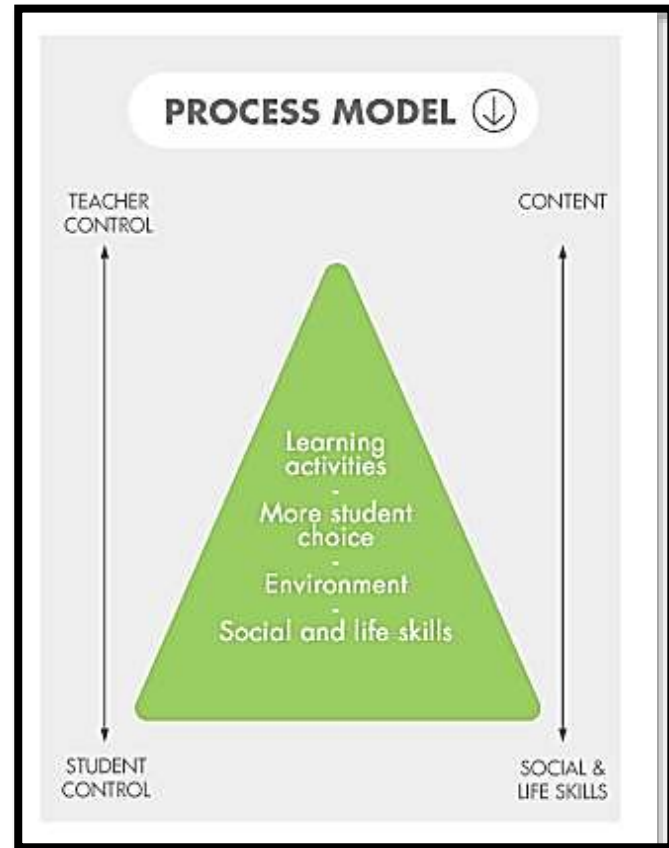 PROCESS MODEL
TEACHER
CONTROL
CONTENT
Learning
activities
-
More student
choice
-
Environment
-
Social and life skills
STUDENT
CONTROL
SOCIAL &
LIFE SKILLS